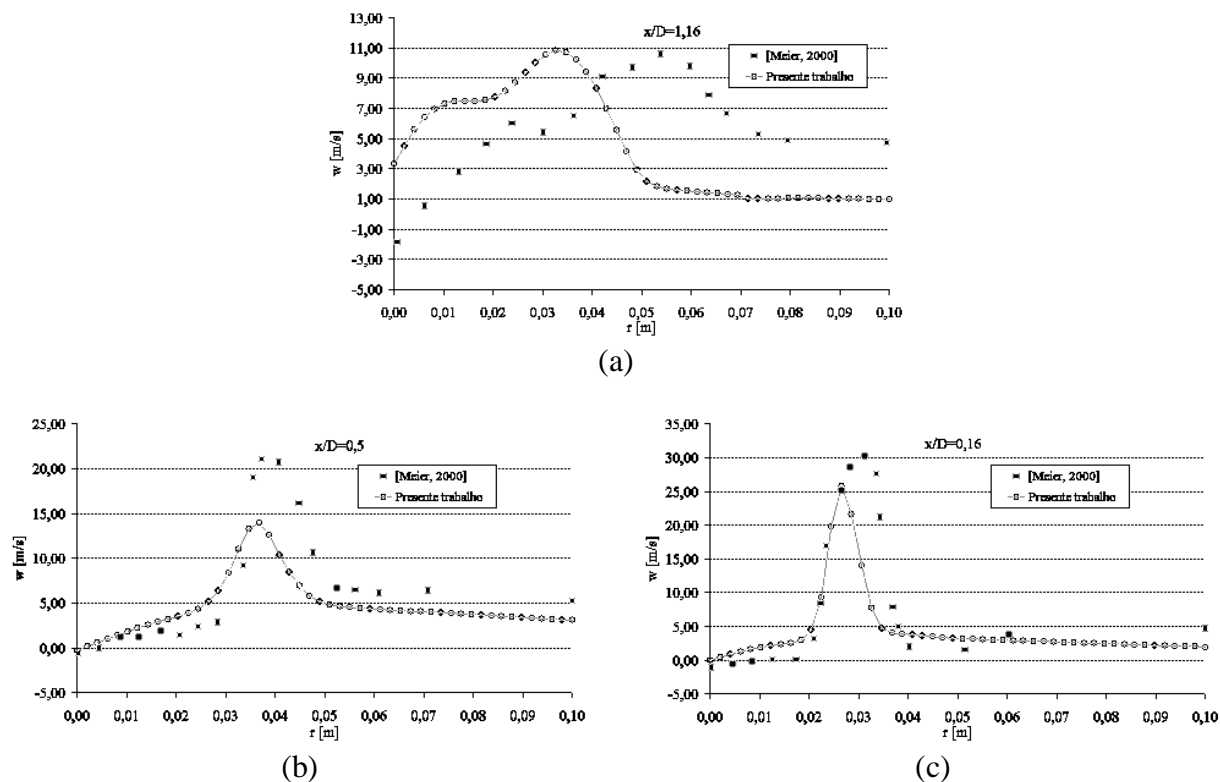 x/D=1,16
13,00
11,00
9,00
7,00
5,00
3,00
1,00
-1,00
-3,00
-5,00
w [m/s]
[Meier, 2000]
Presente trabalho
0,00 0,01 0,02 0,03 0,04 0,05 0,06 0,07 0,08 0,09 0,10
r [m]
(a)
x/D=0,5
25,00
20,00
15,00
10,00
5,00
0,00
-5,00
w [m/s]
[Meier, 2000]
Presente trabalho
0,00 0,01 0,02 0,03 0,04 0,05 0,06 0,07 0,08 0,09 0,10
r [m]
(b)
x/D=0,16
35,00
30,00
25,00
20,00
15,00
10,00
5,00
0,00
-5,00
w [m/s]
[Meier, 2000]
Presente trabalho
0,00 0,01 0,02 0,03 0,04 0,05 0,06 0,07 0,08 0,09 0,10
r [m]
(c)